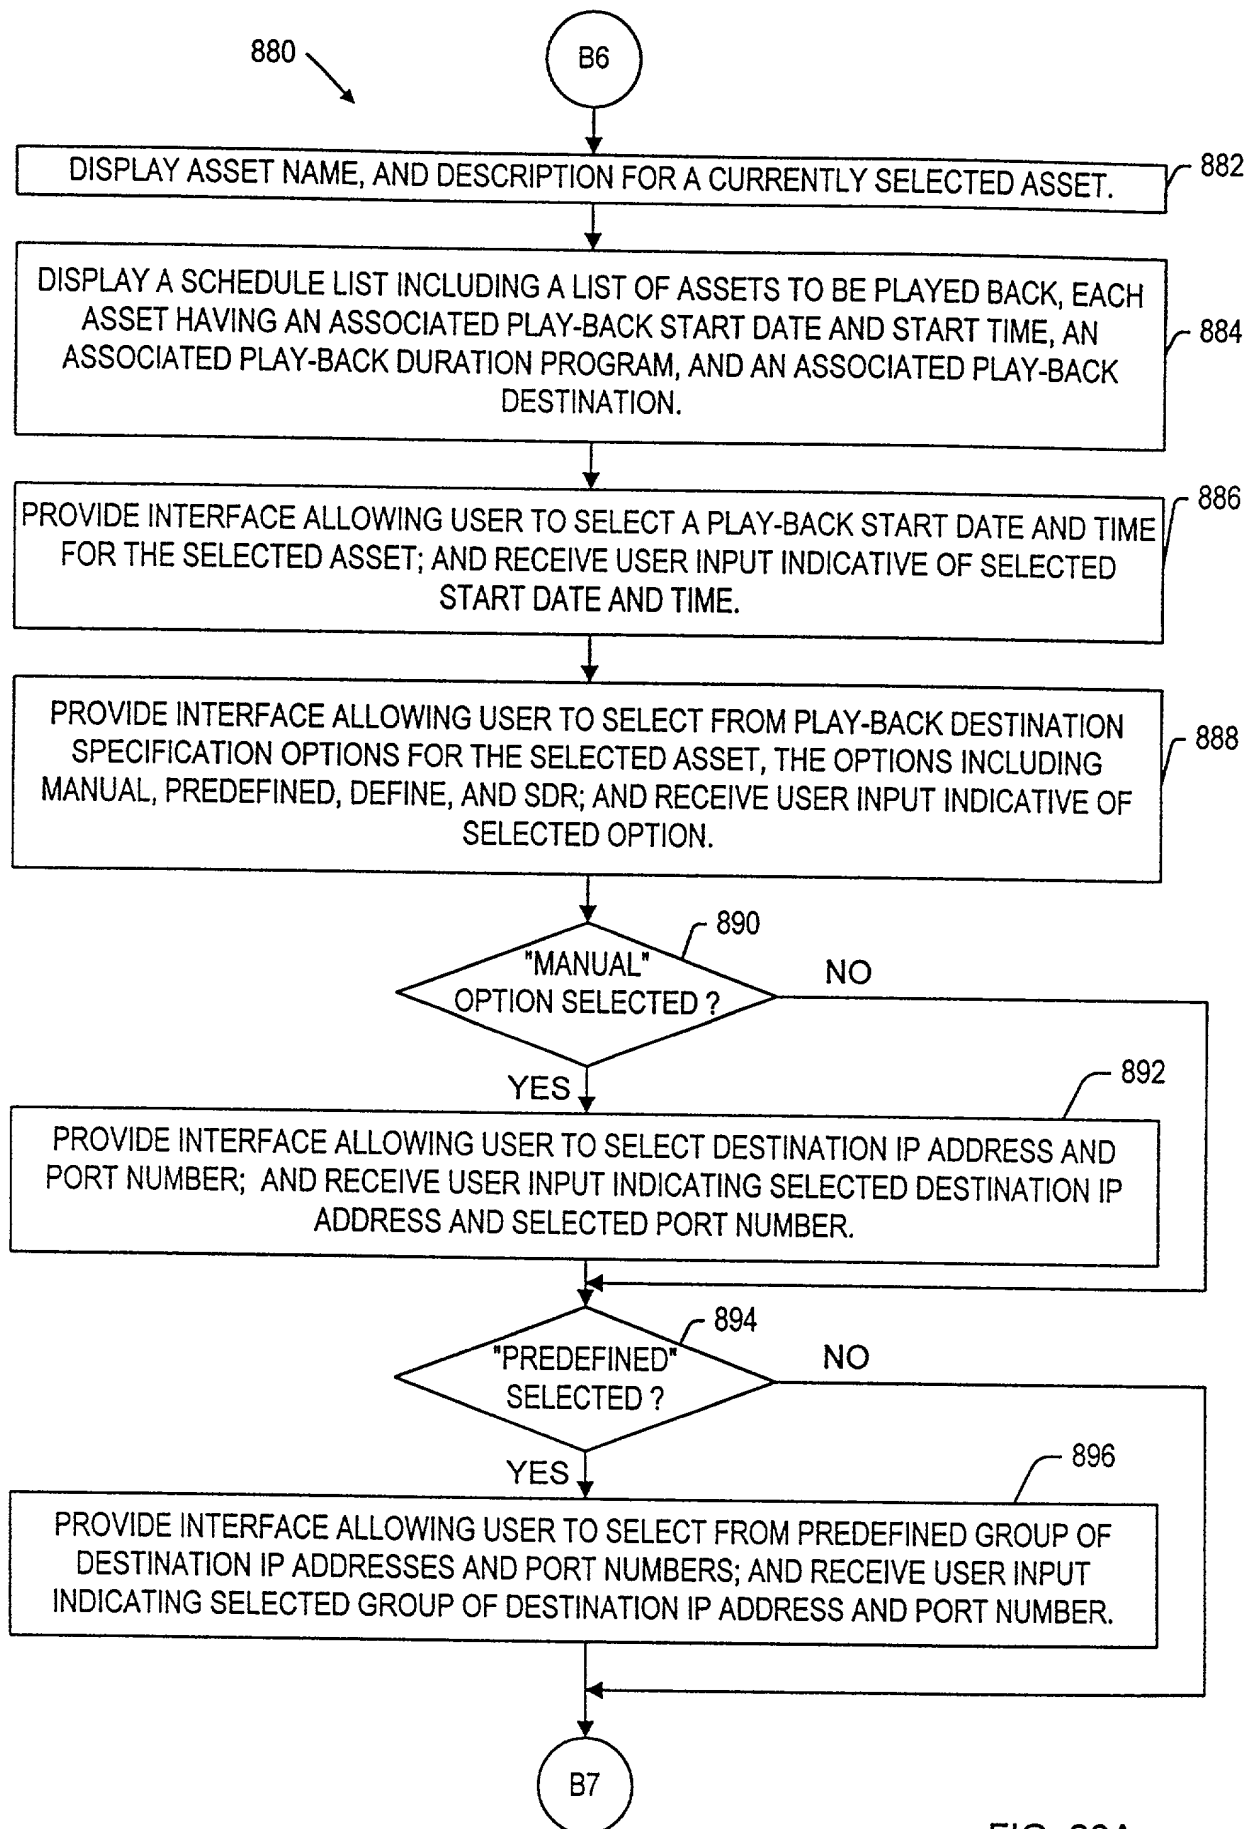 880
B6
DISPLAY ASSET NAME, AND DESCRIPTION FOR A CURRENTLY SELECTED ASSET.
882
DISPLAY A SCHEDULE LIST INCLUDING A LIST OF ASSETS TO BE PLAYED BACK, EACH
ASSET HAVING AN ASSOCIATED PLAY-BACK START DATE AND START TIME, AN
ASSOCIATED PLAY-BACK DURATION PROGRAM, AND AN ASSOCIATED PLAY-BACK
DESTINATION.
884
PROVIDE INTERFACE ALLOWING USER TO SELECT A PLAY-BACK START DATE AND TIME
FOR THE SELECTED ASSET; AND RECEIVE USER INPUT INDICATIVE OF SELECTED
START DATE AND TIME.
886
PROVIDE INTERFACE ALLOWING USER TO SELECT FROM PLAY-BACK DESTINATION
SPECIFICATION OPTIONS FOR THE SELECTED ASSET, THE OPTIONS INCLUDING
MANUAL, PREDEFINED, DEFINE, AND SDR; AND RECEIVE USER INPUT INDICATIVE OF
SELECTED OPTION.
888
890
"MANUAL"
OPTION SELECTED ?
NO
YES
892
PROVIDE INTERFACE ALLOWING USER TO SELECT DESTINATION IP ADDRESS AND
PORT NUMBER; AND RECEIVE USER INPUT INDICATING SELECTED DESTINATION IP
ADDRESS AND SELECTED PORT NUMBER.
894
"PREDEFINED"
SELECTED ?
NO
YES
896
PROVIDE INTERFACE ALLOWING USER TO SELECT FROM PREDEFINED GROUP OF
DESTINATION IP ADDRESSES AND PORT NUMBERS; AND RECEIVE USER INPUT
INDICATING SELECTED GROUP OF DESTINATION IP ADDRESS AND PORT NUMBER.
B7